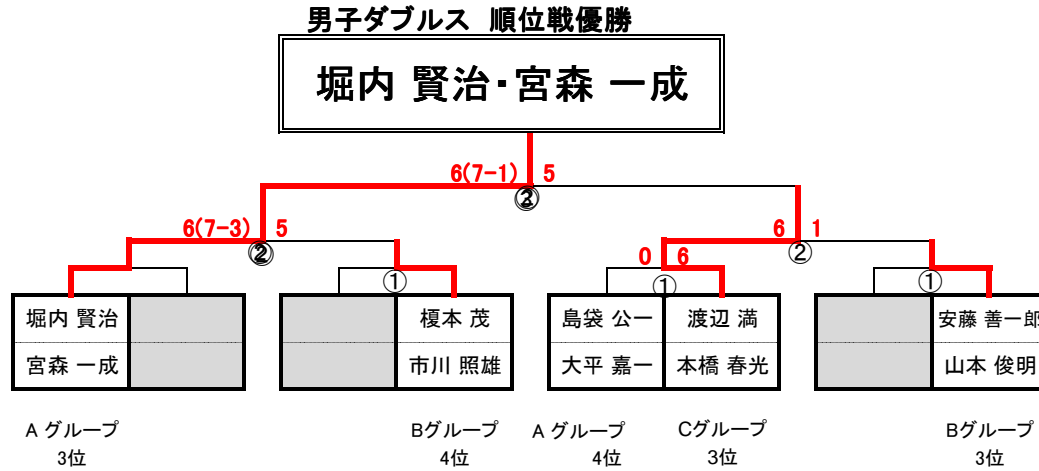 男子ダブルス 順位戦優勝
堀内 賢治･宮森 一成
6(7-1) 5
6(7-3) 5
②
6 1
②
0 6
①
①
①
堀内 賢治
榎本 茂
島袋 公一
渡辺 満
安藤 善一郎
宮森 一成
市川 照雄
大平 嘉一
本橋 春光
山本 俊明
A グループ
Bグループ
A グループ
Cグループ
Bグループ
3位
4位
4位
3位
3位